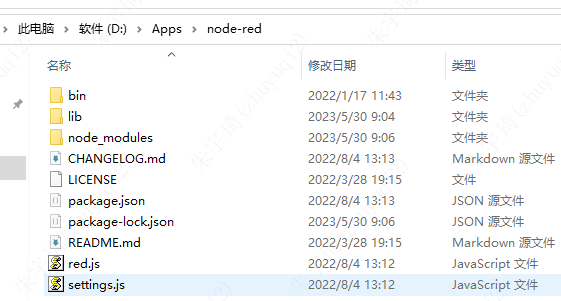 此电脑 > 软件 (D:) > Apps > node-red
名称 修改日期 类型
bin 2022/1/17 11:43 文件夹
lib 2023/5/30 9:04 文件夹
node_modules 2023/5/30 9:06 文件夹
CHANGELOG.md 2022/8/4 13:13 Markdown 源文件
LICENSE 2022/3/28 19:15 文件
package.json 2022/8/4 13:13 JSON 源文件
package-lock.json 2023/5/30 9:06 JSON 源文件
README.md 2022/3/28 19:15 Markdown 源文件
red.js 2022/8/4 13:12 JavaScript 文件
settings.js 2022/8/4 13:12 JavaScript 文件